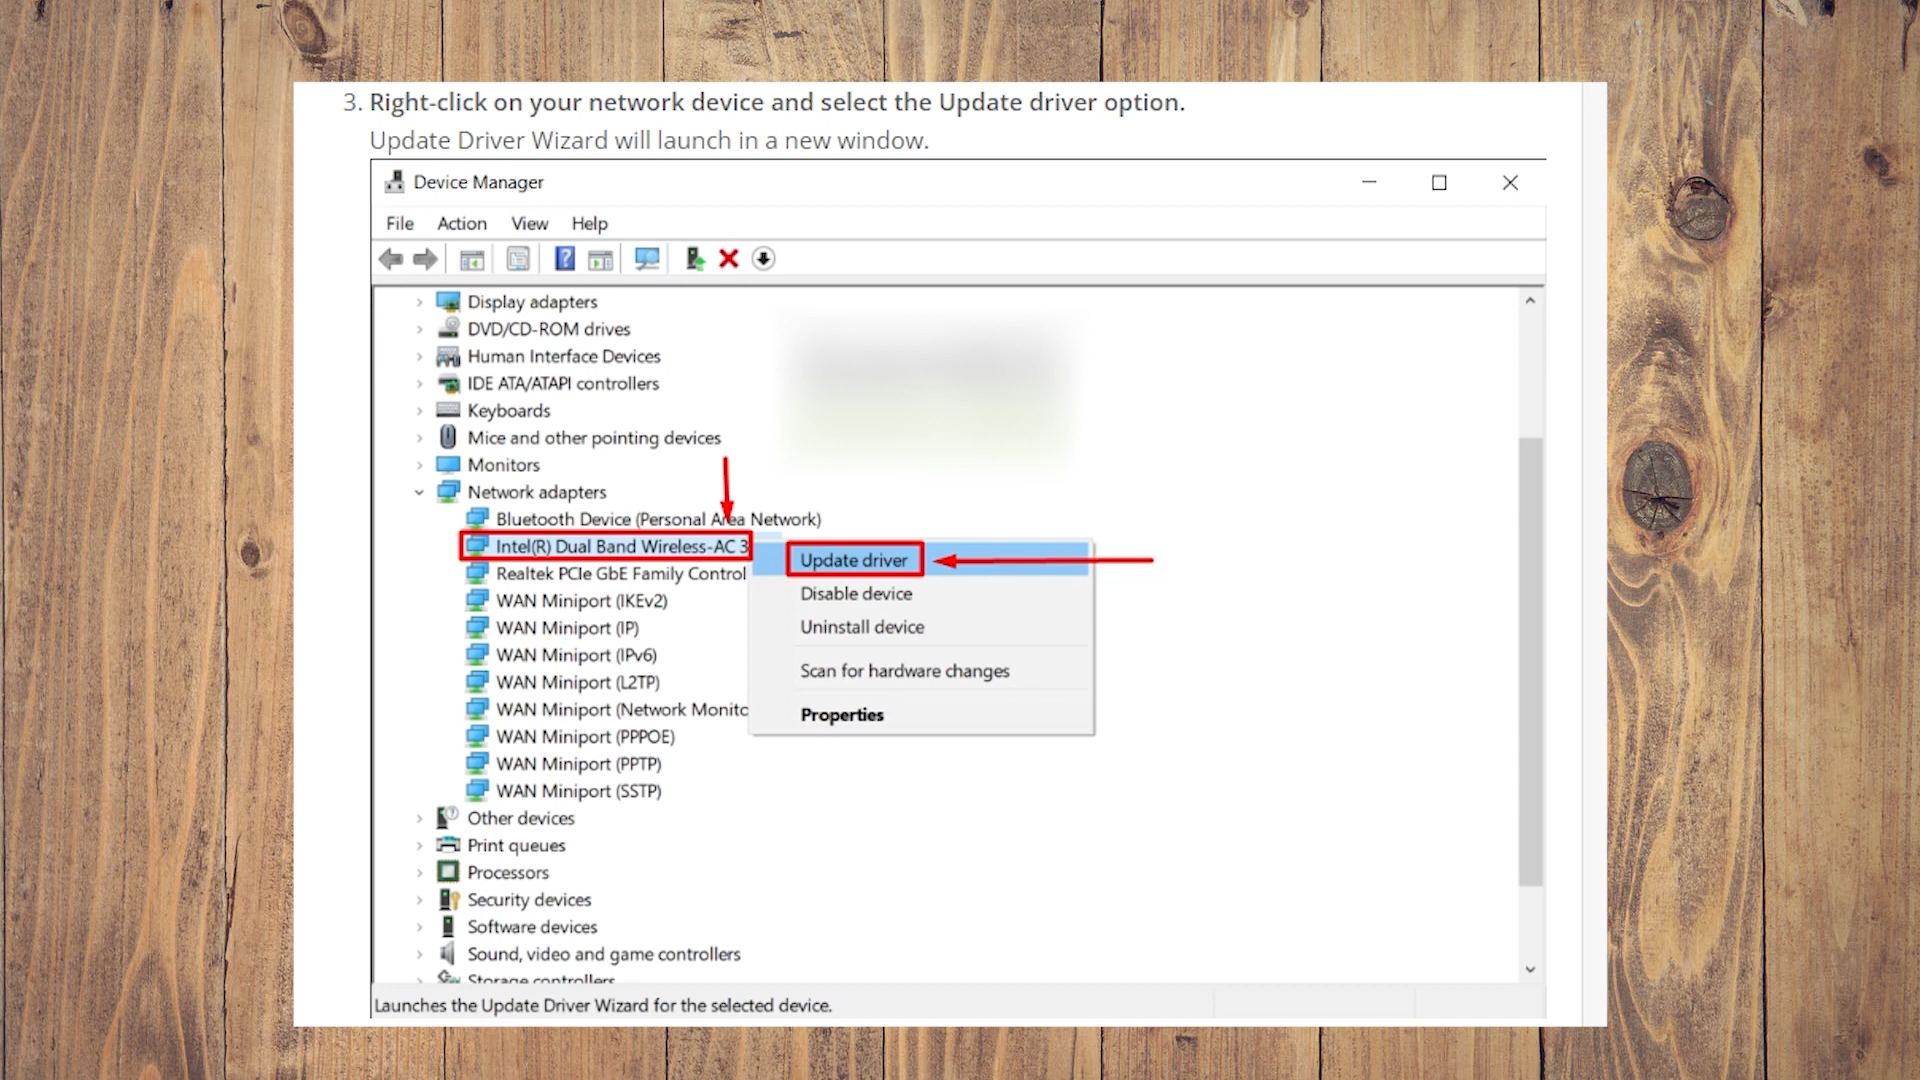 3. Right-click on your network device and select the Update driver option.
Update Driver Wizard will launch in a new window.
Device Manager
File Action View Help
Display adapters
DVD/CD-ROM drives
Human Interface Devices
IDE ATA/ATAPI controllers
Keyboards
Mice and other pointing devices
Monitors
Network adapters
Bluetooth Device (Personal Area Network)
Intel(R) Dual Band Wireless-AC 3
Realtek PCIe GbE Family Control
WAN Miniport (IKEv2)
WAN Miniport (IP)
WAN Miniport (IPv6)
WAN Miniport (L2TP)
WAN Miniport (Network Monito
WAN Miniport (PPPOE)
WAN Miniport (PPTP)
WAN Miniport (SSTP)
Update driver
Disable device
Uninstall device
Scan for hardware changes
Properties
Other devices
Print queues
Processors
Security devices
Software devices
Sound, video and game controllers
Storage controllers
Launches the Update Driver Wizard for the selected device.